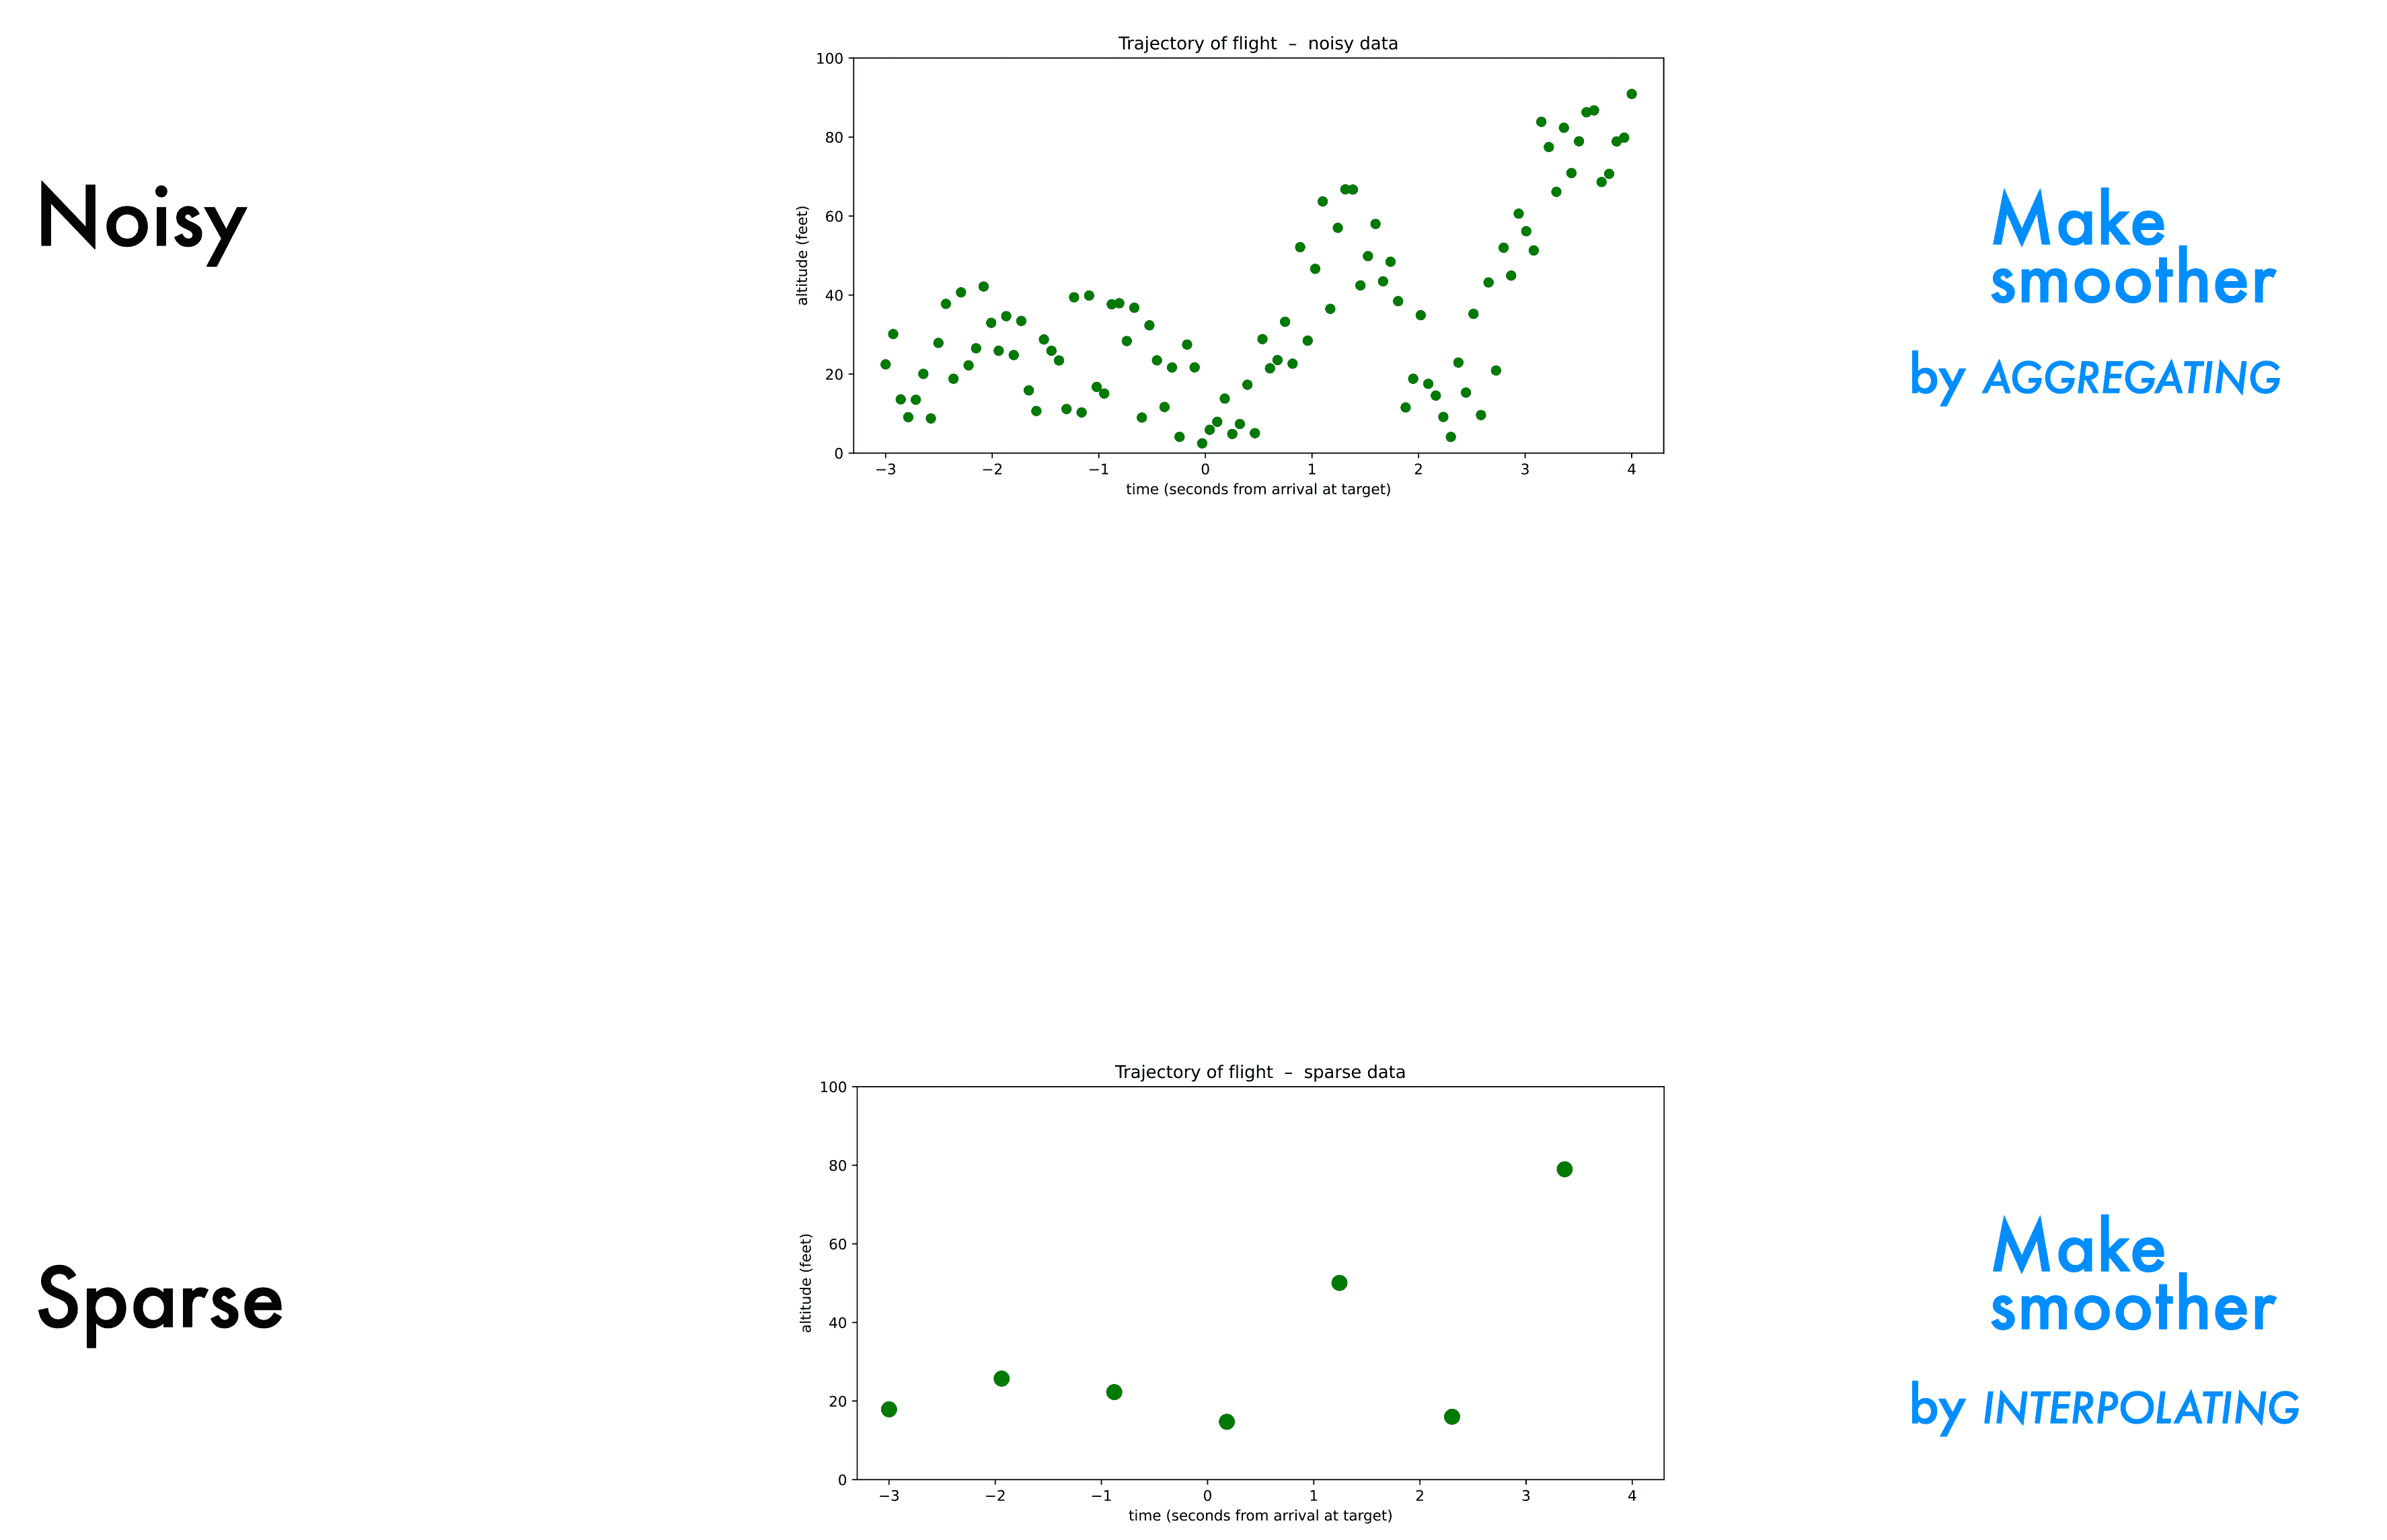 Noisy
Trajectory of flight – noisy data
altitude (feet)
100
80
60
40
20
0
−3 −2 −1 0 1 2 3 4
time (seconds from arrival at target)
Make
smoother
by AGGREGATING
Sparse
Trajectory of flight – sparse data
altitude (feet)
100
80
60
40
20
0
−3 −2 −1 0 1 2 3 4
time (seconds from arrival at target)
Make
smoother
by INTERPOLATING